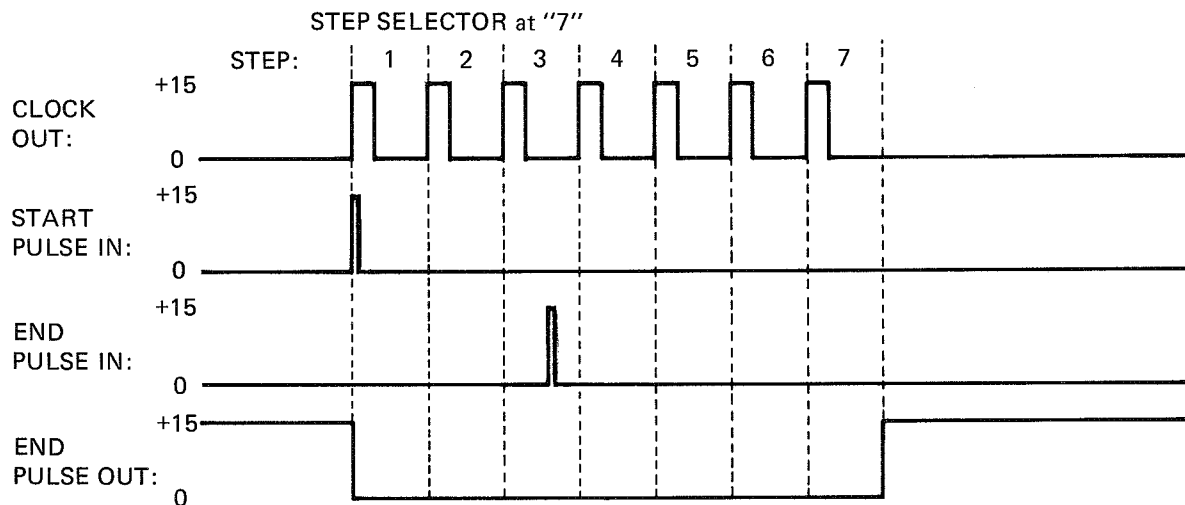 STEP SELECTOR at "7"
STEP: 1 2 3 4 5 6 7
+15
CLOCK
OUT:
0
+15
START
PULSE IN:
0
+15
END
PULSE IN:
0
+15
END
PULSE OUT:
0